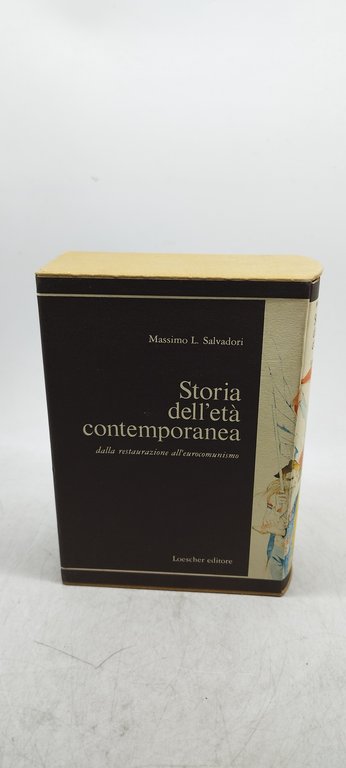 Massimo L. Salvadori
Storia
dell'età
contemporanea
dalla restaurazione all'eurocomunismo
Loescher editore